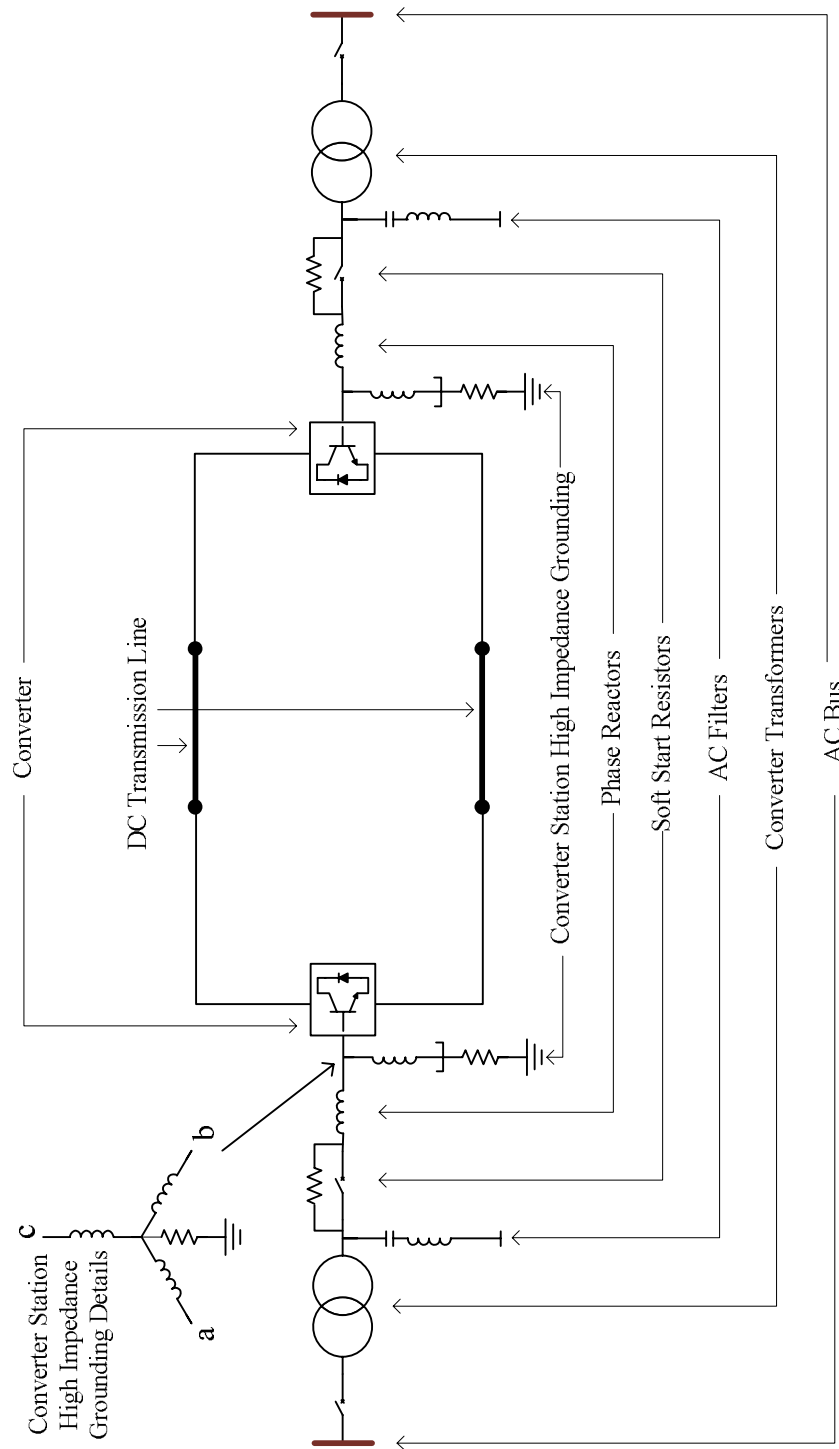 Converter Station
High Impedance
Grounding Details
a
b
c
Converter
DC Transmission Line
Converter Station High Impedance Grounding
Phase Reactors
Soft Start Resistors
AC Filters
Converter Transformers
AC Bus